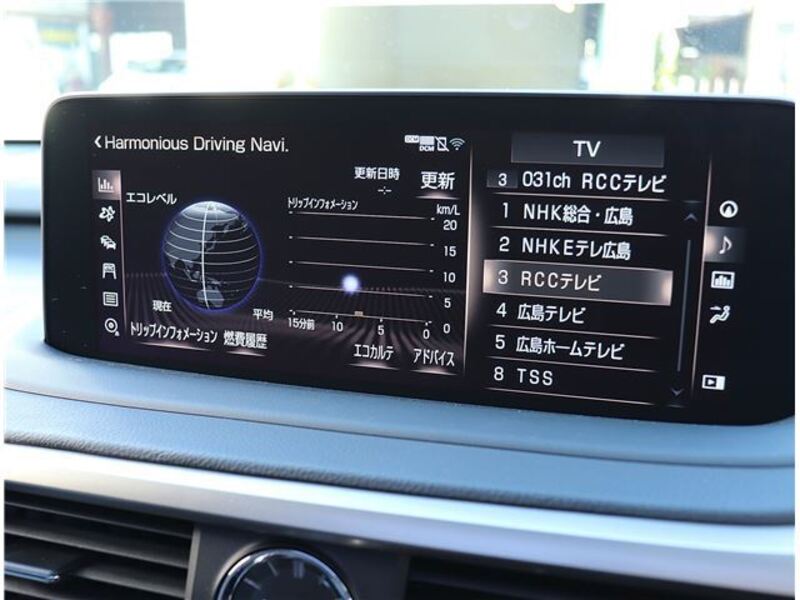 Harmonious Driving Navi.
DCM
DCM
更新日時
-:-
更新
エコレベル
トリップインフォメーション
km/L
20
15
10
5
0
現在
平均
15分前 10 5 0
トリップインフォメーション 燃費履歴
エコカルテ アドバイス
TV
3 031ch RCCテレビ
1 NHK総合・広島
2 NHKEテレ広島
3 RCCテレビ
4 広島テレビ
5 広島ホームテレビ
8 TSS